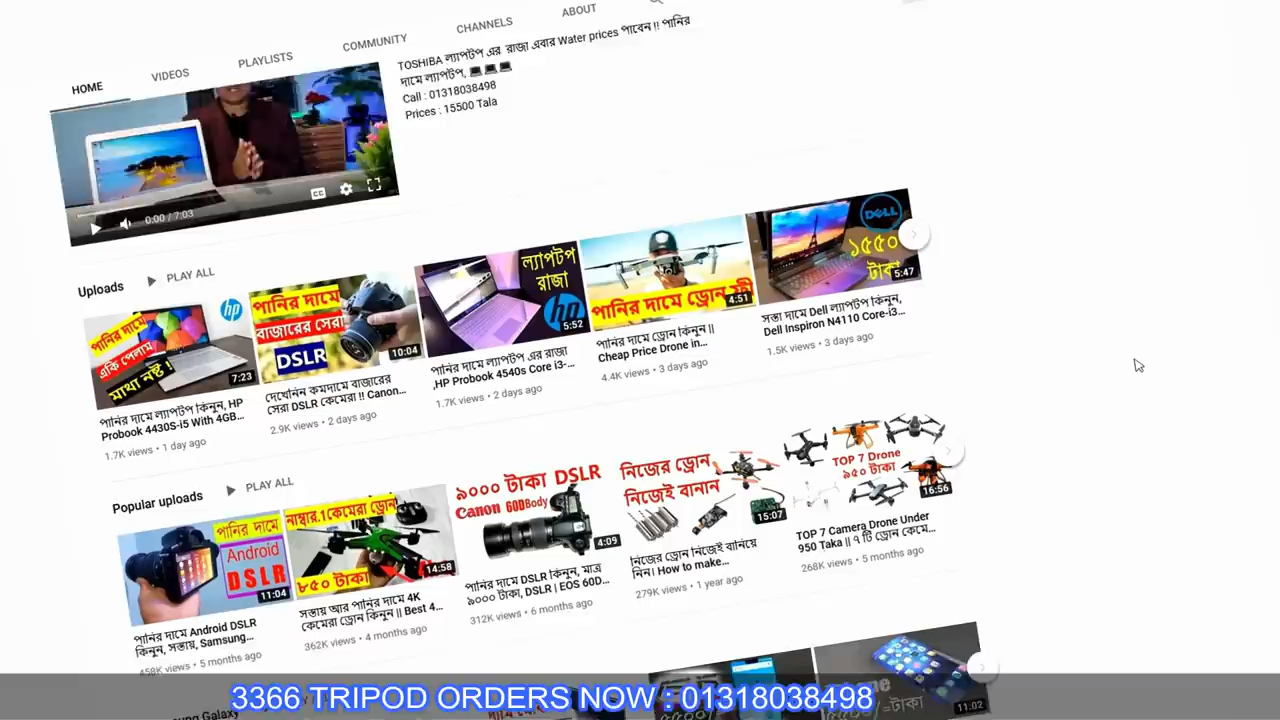 HOME
VIDEOS
PLAYLISTS
COMMUNITY
CHANNELS
ABOUT
TOSHIBA ল্যাপটপ এর রাজা এবার Water prices পাবেন !! পানির
দামে ল্যাপটপ,
Call : 01318038498
Prices : 15500 Tala
CC
0:00 / 7:03
Uploads
PLAY ALL
পানির দামে
একি পেলাম
মাথা নষ্ট !
hp
7:23
পানির দামে
বাজারের সেরা
DSLR
10:04
ল্যাপটপ
রাজা
hp
5:52
পানির দামে ড্রোন কিনুন ফ্রী
4:51
DELL
১৫৫০
টাকা
5:47
পানির দামে ল্যাপটপ কিনুন, HP
Probook 4430S-i5 With 4GB...
1.7K views • 1 day ago
দেখেনিন কমদামে বাজারের
সেরা DSLR কেমেরা !! Canon...
2.9K views • 2 days ago
পানির দামে ল্যাপটপ এর রাজা
,HP Probook 4540s Core i3-...
1.7K views • 2 days ago
পানির দামে ড্রোন কিনুন ||
Cheap Price Drone in...
4.4K views • 3 days ago
সস্তা দামে Dell ল্যাপটপ কিনুন,
Dell Inspiron N4110 Core-i3...
1.5K views • 3 days ago
Popular uploads
PLAY ALL
পানির দামে
Android
DSLR
11:04
নাম্বার.1কেমেরা ড্রোন
৮৫০ টাকা
14:58
৯০০০ টাকা DSLR
Canon 60DBody
4:09
নিজের ড্রোন
নিজেই বানান
15:07
TOP 7 Drone
৯৫০ টাকা
16:56
পানির দামে Android DSLR
কিনুন, সস্তায়, Samsung...
458K views • 5 months ago
সস্তায় আর পানির দামে 4K
কেমেরা ড্রোন কিনুন || Best 4...
362K views • 4 months ago
পানির দামে DSLR কিনুন, মাত্র
৯০০০ টাকা, DSLR | EOS 60D...
312K views • 6 months ago
নিজের ড্রোন নিজেই বানিয়ে
নিন। How to make...
279K views • 1 year ago
TOP 7 Camera Drone Under
950 Taka || ৭ টি ড্রোন কেমে...
268K views • 5 months ago
11:02
3366 TRIPOD ORDERS NOW : 01318038498